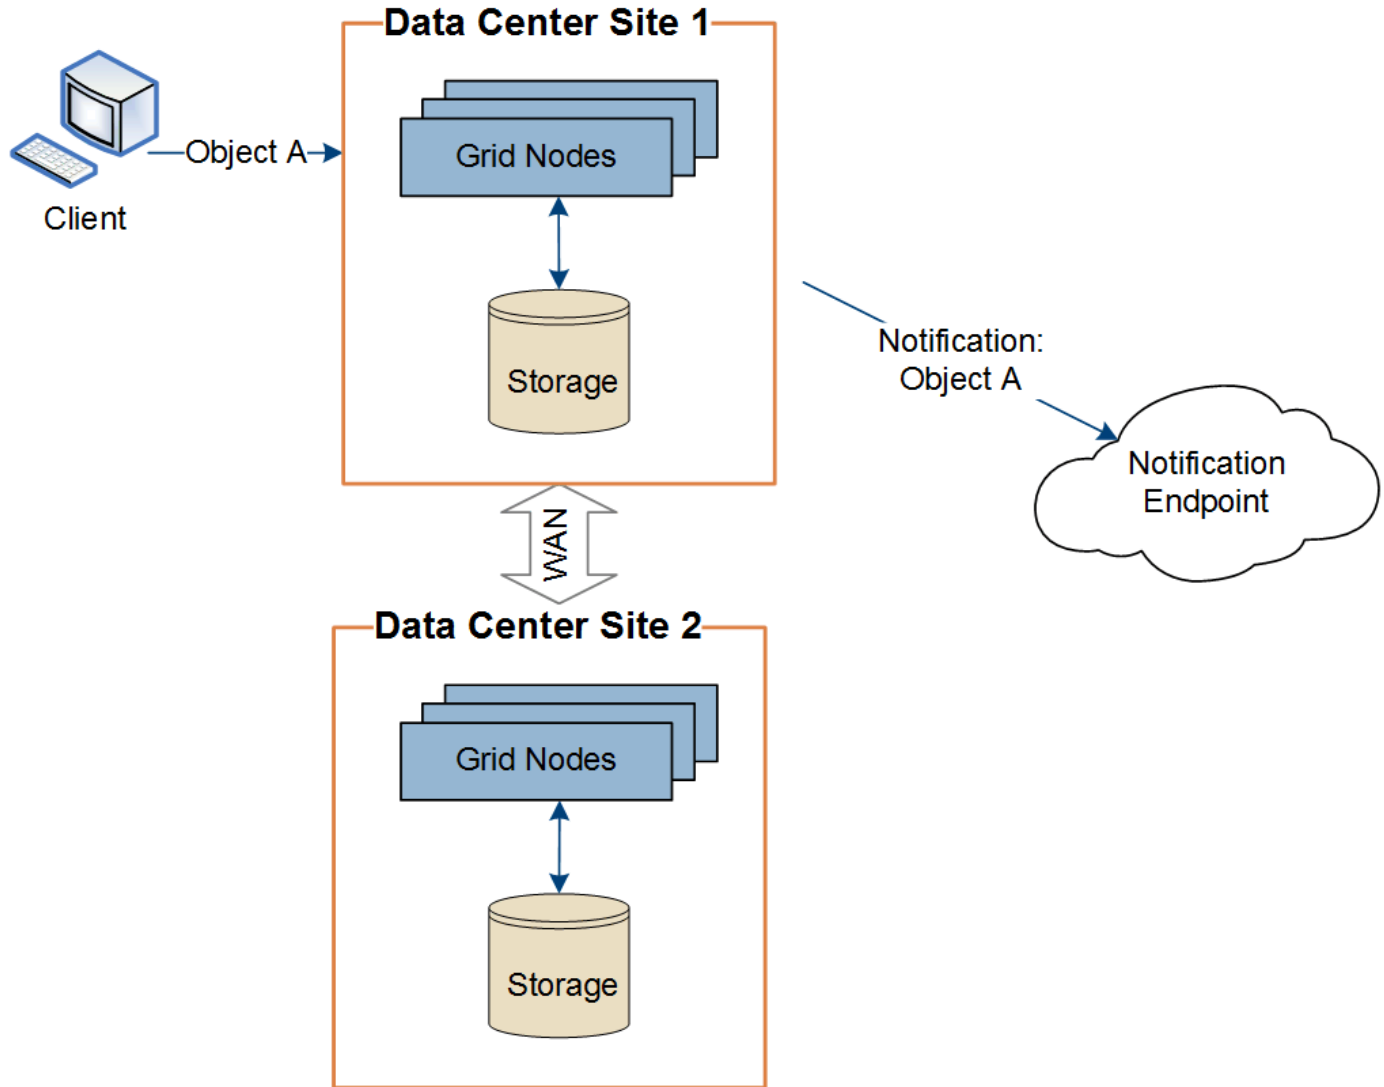 Data Center Site 1
Grid Nodes
Object A
Client
Storage
Notification:
Object A
Notification
Endpoint
WAN
Data Center Site 2
Grid Nodes
Storage